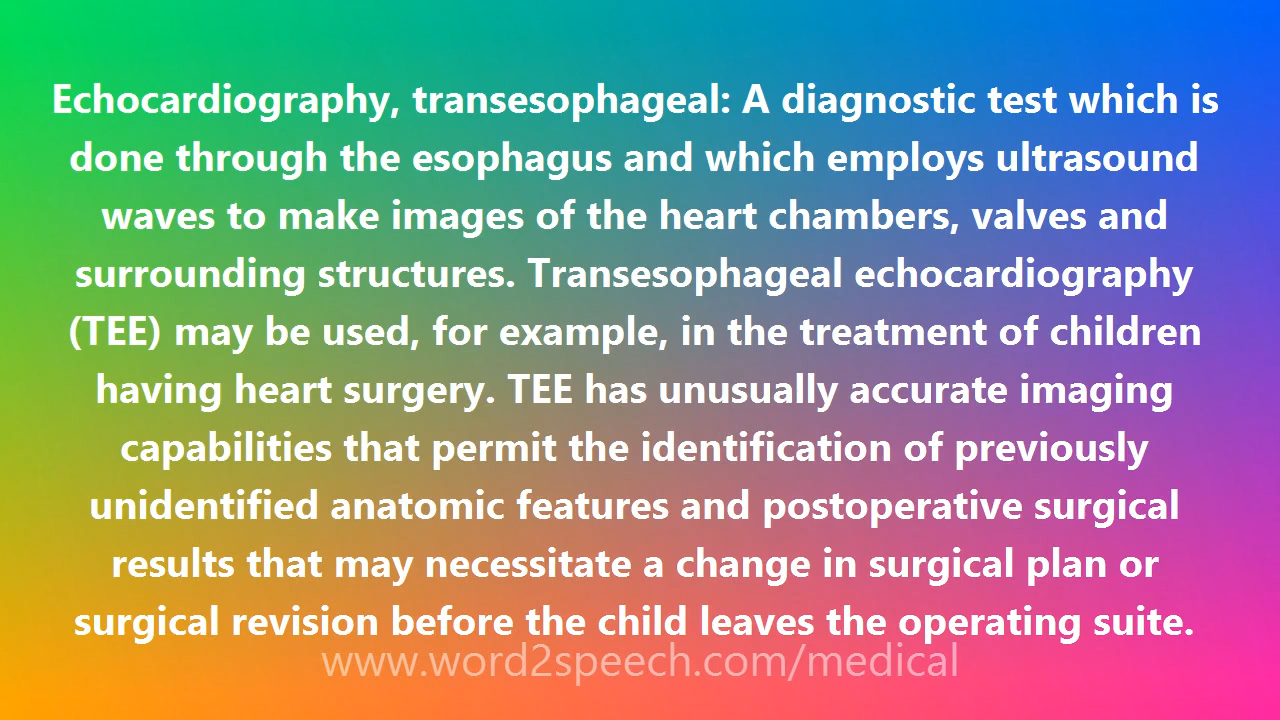 Echocardiography, transesophageal: A diagnostic test which is
done through the esophagus and which employs ultrasound
waves to make images of the heart chambers, valves and
surrounding structures. Transesophageal echocardiography
(TEE) may be used, for example, in the treatment of children
having heart surgery. TEE has unusually accurate imaging
capabilities that permit the identification of previously
unidentified anatomic features and postoperative surgical
results that may necessitate a change in surgical plan or
surgical revision before the child leaves the operating suite.
www.word2speech.com/medical